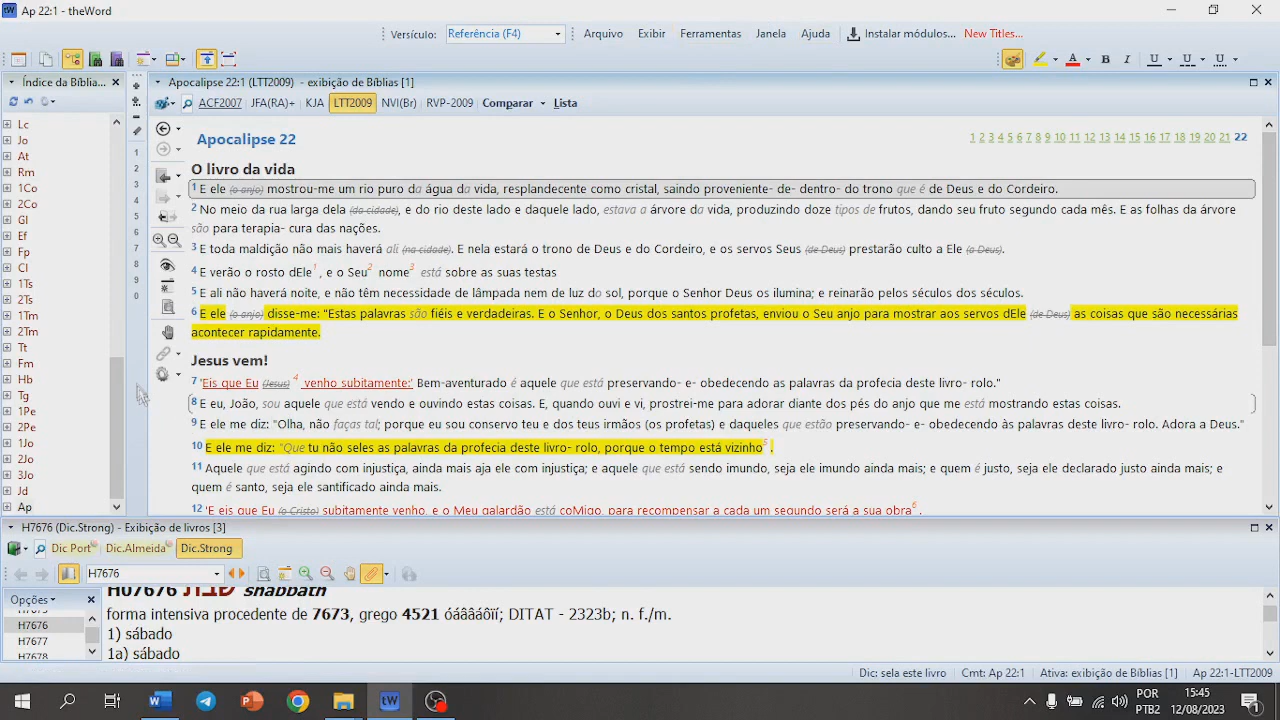 Ap 22:1 - theWord
Versículo: Referência (F4) Arquivo Exibir Ferramentas Janela Ajuda Instalar módulos... New Titles...
Índice da Bíblia...
Apocalipse 22:1 (LTT2009) - exibição de Bíblias [1]
ACF2007 JFA(RA)+ KJA LTT2009 NVI(Br) RVP-2009 Comparar Lista
Apocalipse 22
1 2 3 4 5 6 7 8 9 10 11 12 13 14 15 16 17 18 19 20 21 22
Lc
Jo
At
Rm
1Co
2Co
Gl
Ef
Fp
Cl
1Ts
2Ts
1Tm
2Tm
Tt
Fm
Hb
Tg
1Pe
2Pe
1Jo
2Jo
3Jo
Jd
Ap
1
2
3
4
5
6
7
8
9
0
O livro da vida
1 E ele (o anjo) mostrou-me um rio puro da água da vida, resplandecente como cristal, saindo proveniente- de- dentro- do trono que é de Deus e do Cordeiro.
2 No meio da rua larga dela (da cidade), e do rio deste lado e daquele lado, estava a árvore da vida, produzindo doze tipos de frutos, dando seu fruto segundo cada mês. E as folhas da árvore
são para terapia- cura das nações.
3 E toda maldição não mais haverá ali (na cidade). E nela estará o trono de Deus e do Cordeiro, e os servos Seus (de Deus) prestarão culto a Ele (a Deus).
4 E verão o rosto dEle1 , e o Seu2 nome3 está sobre as suas testas
5 E ali não haverá noite, e não têm necessidade de lâmpada nem de luz do sol, porque o Senhor Deus os ilumina; e reinarão pelos séculos dos séculos.
6 E ele (o anjo) disse-me: "Estas palavras são fiéis e verdadeiras. E o Senhor, o Deus dos santos profetas, enviou o Seu anjo para mostrar aos servos dEle (de Deus) as coisas que são necessárias
acontecer rapidamente.
Jesus vem!
7 'Eis que Eu (Jesus) 4 venho subitamente:' Bem-aventurado é aquele que está preservando- e- obedecendo as palavras da profecia deste livro- rolo."
8 E eu, João, sou aquele que está vendo e ouvindo estas coisas. E, quando ouvi e vi, prostrei-me para adorar diante dos pés do anjo que me está mostrando estas coisas.
9 E ele me diz: "Olha, não faças tal; porque eu sou conservo teu e dos teus irmãos (os profetas) e daqueles que estão preservando- e- obedecendo às palavras deste livro- rolo. Adora a Deus."
10 E ele me diz: "Que tu não seles as palavras da profecia deste livro- rolo, porque o tempo está vizinho5 .
11 Aquele que está agindo com injustiça, ainda mais aja ele com injustiça; e aquele que está sendo imundo, seja ele imundo ainda mais; e quem é justo, seja ele declarado justo ainda mais; e
quem é santo, seja ele santificado ainda mais.
12 'E eis que Eu (o Cristo) subitamente venho, e o Meu galardão está coMigo, para recompensar a cada um segundo será a sua obra6 .
H7676 (Dic.Strong) - Exibição de livros [3]
Dic Port Dic.Almeida Dic.Strong
H7676
Opções
H7676
H7677
H7678
H07676 שבת shabbath
forma intensiva procedente de 7673, grego 4521 óáââáôïí; DITAT - 2323b; n. f./m.
1) sábado
1a) sábado
Dic: sela este livro Cmt: Ap 22:1 Ativa: exibição de Bíblias [1] Ap 22:1-LTT2009
POR
PTB2
15:45
12/08/2023